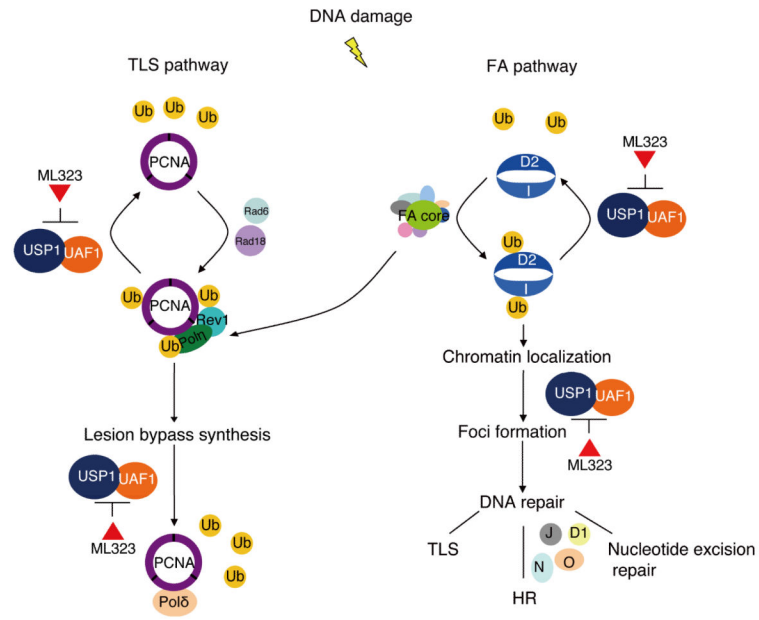 DNA damage
TLS pathway
FA pathway
Ub
Ub
Ub
Ub
Ub
PCNA
D2
I
ML323
ML323
USP1
UAF1
Rad6
Rad18
FA core
USP1
UAF1
Ub
D2
I
Ub
Ub
Ub
PCNA
Rev1
Polη
Ub
Chromatin localization
USP1
UAF1
Lesion bypass synthesis
Foci formation
ML323
USP1
UAF1
ML323
DNA repair
Ub
Ub
Ub
PCNA
Polδ
J
D1
N
O
TLS
HR
Nucleotide excision
repair